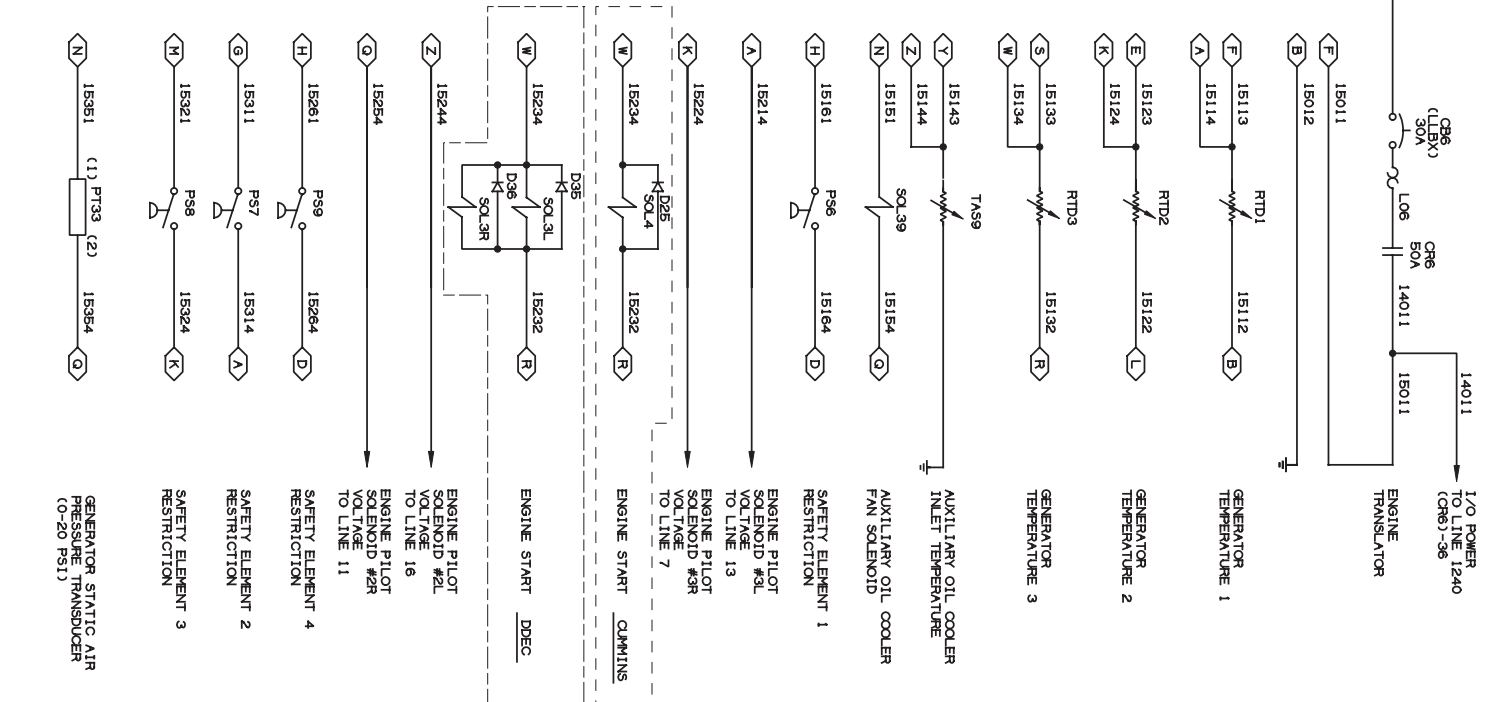 CB6
(LLBX)
30A
L06
CR6
50A
14011
14011
I/O POWER
TO LINE 1240
(CR6)-36
15011
ENGINE
TRANSLATOR
F
15011
B
15012
F
15113
RTD1
15112
B
GENERATOR
TEMPERATURE 1
A
15114
E
15123
RTD2
15122
L
GENERATOR
TEMPERATURE 2
K
15124
S
15133
RTD3
15132
R
GENERATOR
TEMPERATURE 3
W
15134
Y
15143
TAS9
AUXILIARY OIL COOLER
INLET TEMPERATURE
Z
15144
N
15151
SOL39
15154
Q
AUXILIARY OIL COOLER
FAN SOLENOID
H
15161
PS6
15164
D
SAFETY ELEMENT 1
RESTRICTION
A
15214
ENGINE PILOT
SOLENOID #3L
VOLTAGE
TO LINE 13
K
15224
ENGINE PILOT
SOLENOID #3R
VOLTAGE
TO LINE 7
W
15234
D25
SOL4
15232
R
ENGINE START
CUMMINS
W
15234
D35
SOL3L
D36
SOL3R
15232
R
ENGINE START
DDEC
Z
15244
ENGINE PILOT
SOLENOID #2L
VOLTAGE
TO LINE 16
Q
15254
ENGINE PILOT
SOLENOID #2R
VOLTAGE
TO LINE 11
H
15261
PS9
15264
D
SAFETY ELEMENT 4
RESTRICTION
G
15311
PS7
15314
A
SAFETY ELEMENT 2
RESTRICTION
M
15321
PS8
15324
K
SAFETY ELEMENT 3
RESTRICTION
N
15351
(1) PT33 (2)
15354
Q
GENERATOR STATIC AIR
PRESSURE TRANSDUCER
(0-20 PSI)